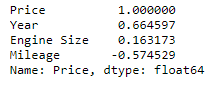 Price 1.000000
Year 0.664597
Engine Size 0.163173
Mileage -0.574529
Name: Price, dtype: float64